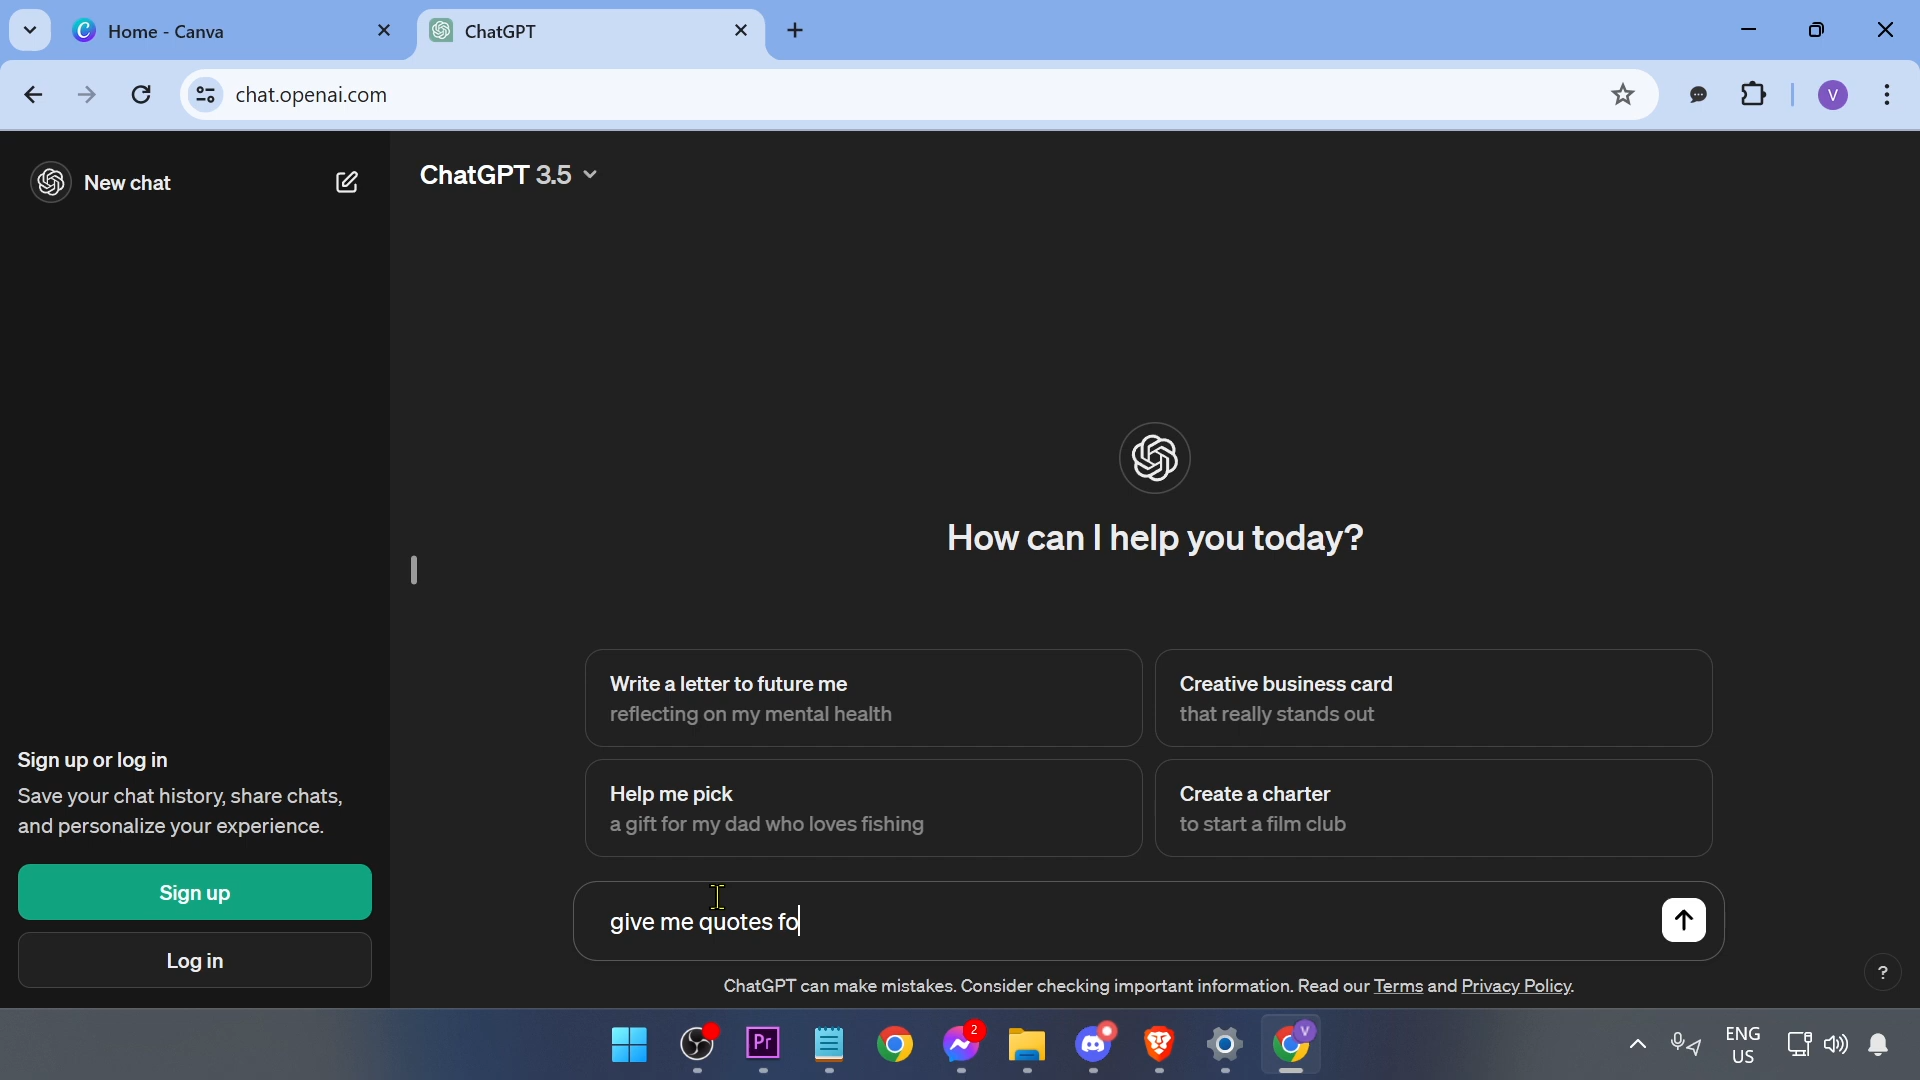 Home - Canva
ChatGPT
chat.openai.com
V
New chat
ChatGPT 3.5
How can I help you today?
Write a letter to future me
reflecting on my mental health
Creative business card
that really stands out
Help me pick
a gift for my dad who loves fishing
Create a charter
to start a film club
Sign up or log in
Save your chat history, share chats,
and personalize your experience.
Sign up
Log in
give me quotes fo
ChatGPT can make mistakes. Consider checking important information. Read our Terms and Privacy Policy.
?
Pr
2
V
ENG
US